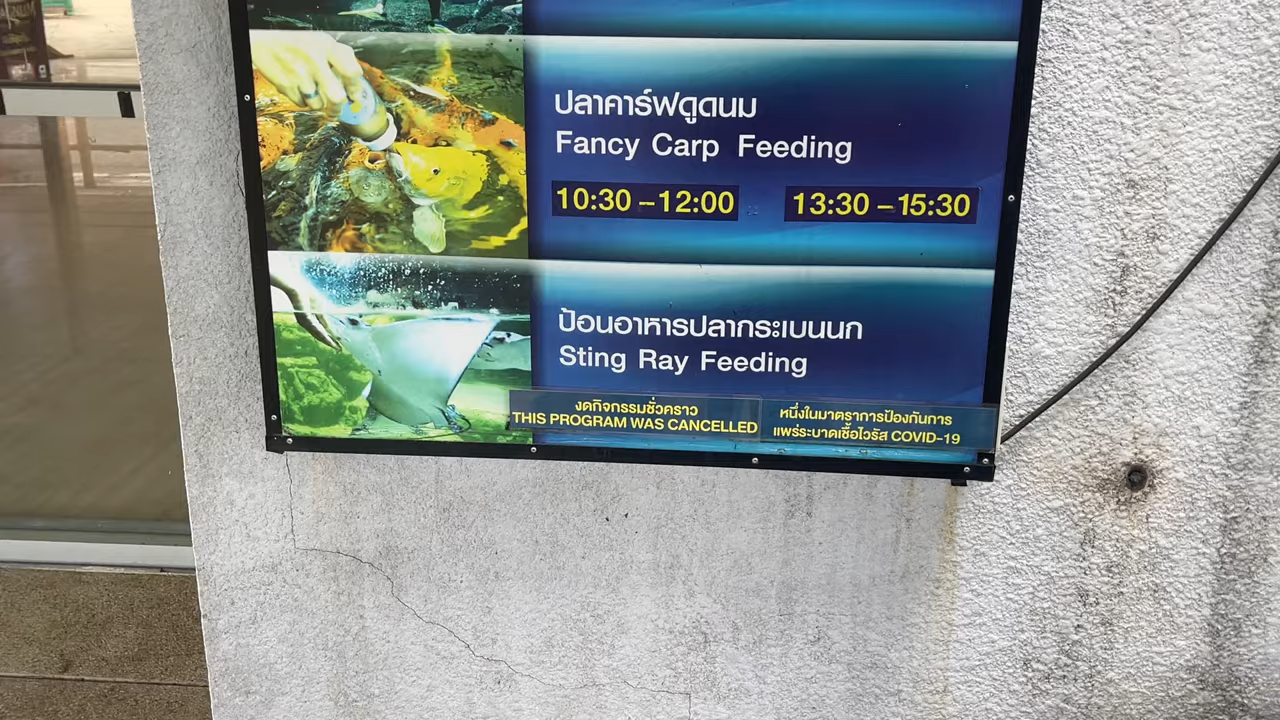 ปลาคาร์ฟดูดนม
Fancy Carp Feeding
10:30 – 12:00 13:30 – 15:30
ป้อนอาหารปลากระเบนนก
Sting Ray Feeding
งดกิจกรรมชั่วคราว
THIS PROGRAM WAS CANCELLED
หนึ่งในมาตราการป้องกันการ
แพร่ระบาดเชื้อไวรัส COVID-19